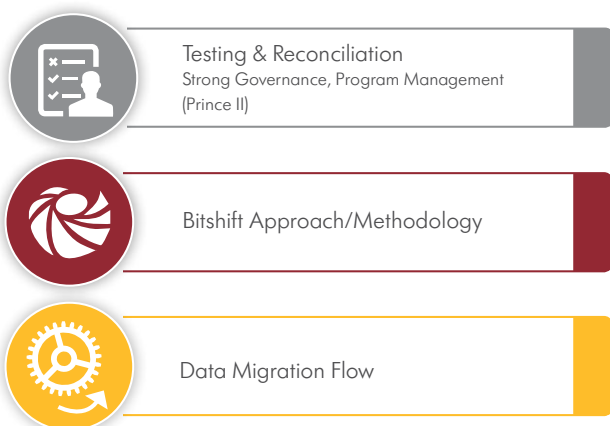 Testing & Reconciliation
Strong Governance, Program Management
(Prince II)
Bitshift Approach/Methodology
Data Migration Flow